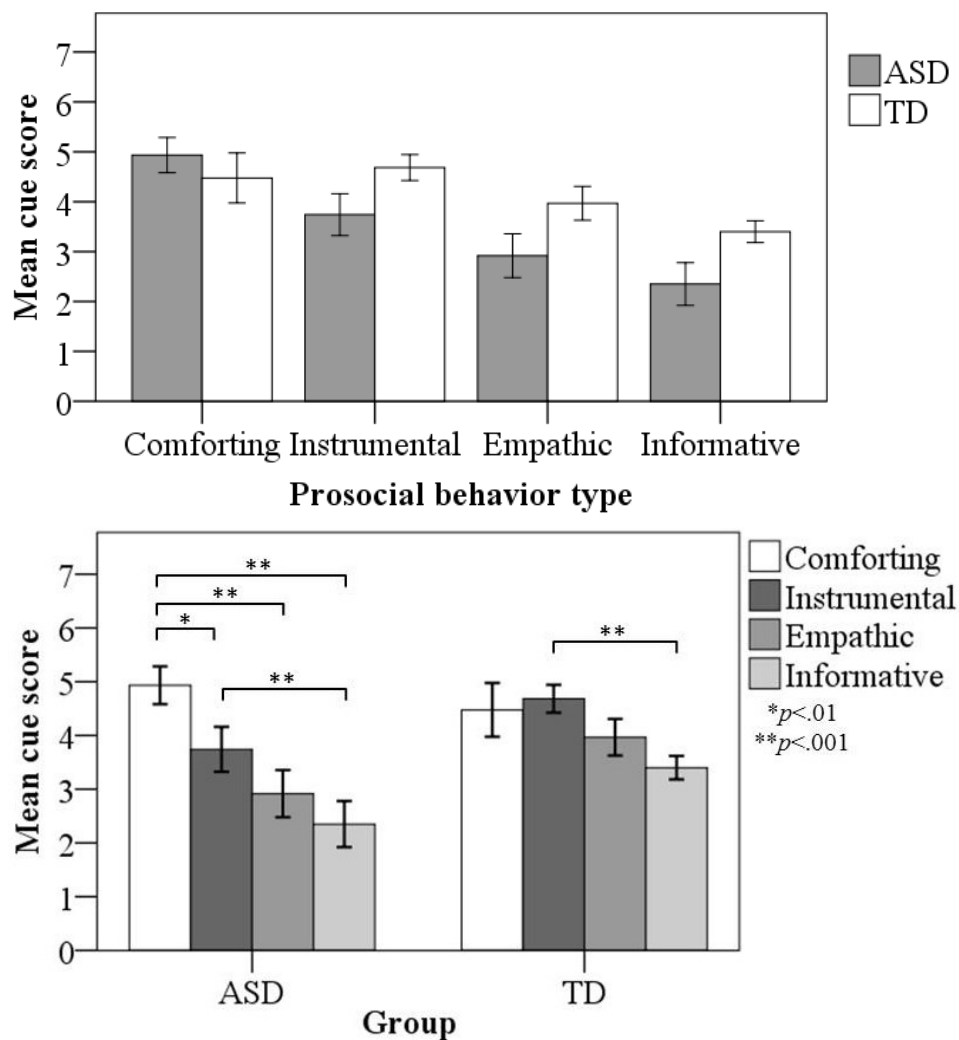 7
6
5
4
3
2
1
0
Mean cue score
ASD
TD
Comforting Instrumental Empathic Informative
Prosocial behavior type
7
6
5
4
3
2
1
0
Mean cue score
**
**
*
**
**
Comforting
Instrumental
Empathic
Informative
*p<.01
**p<.001
ASD TD
Group